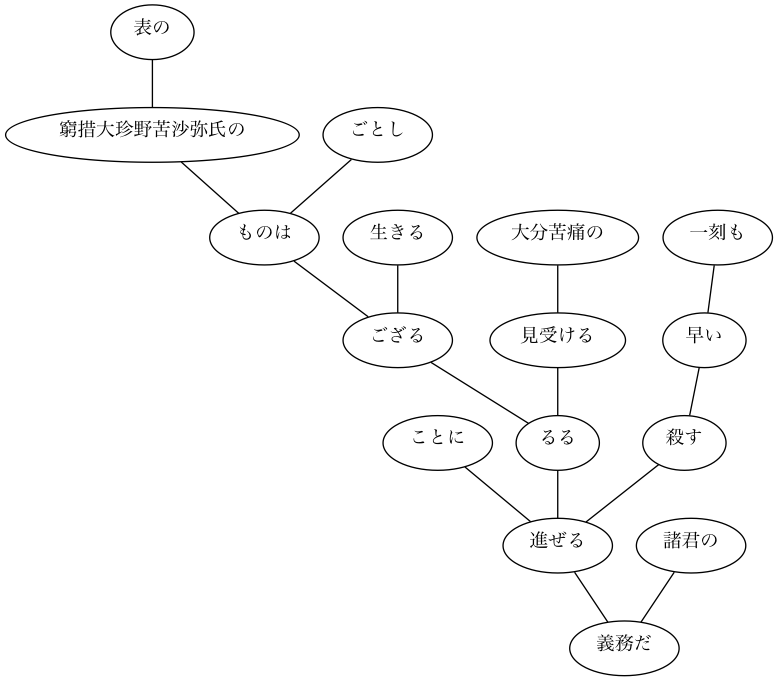 表の
窮措大珍野苦沙弥氏の
ごとし
ものは
生きる
大分苦痛の
一刻も
ござる
見受ける
早い
ことに
るる
殺す
進ぜる
諸君の
義務だ